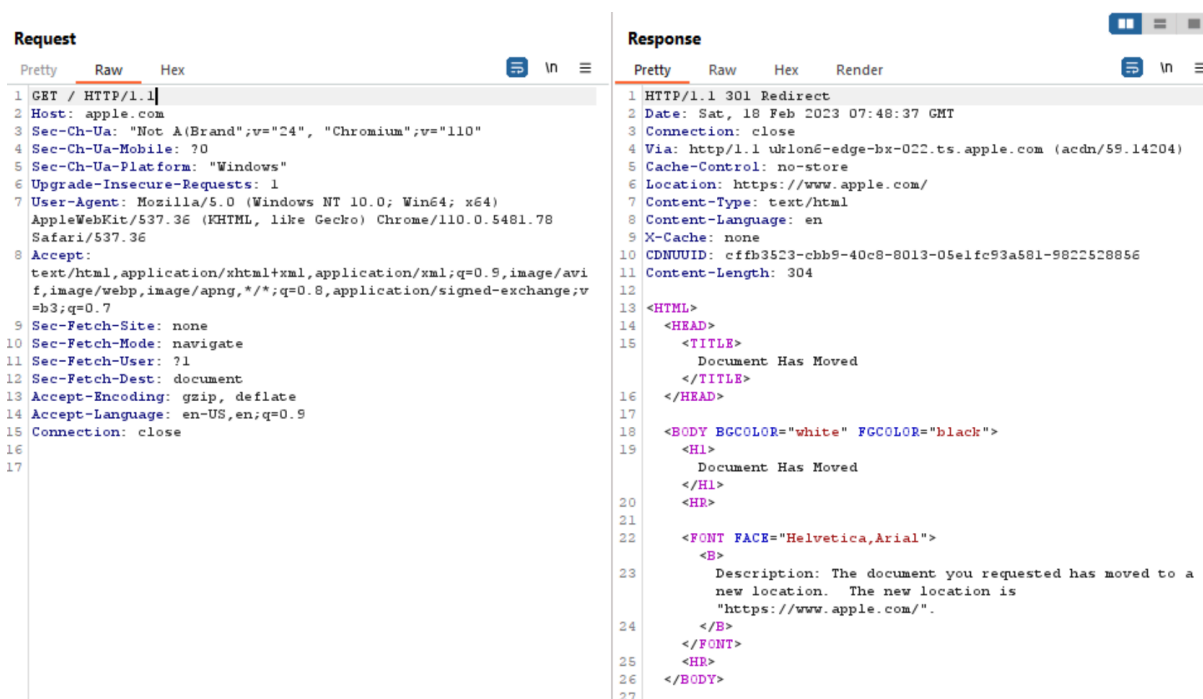 Request
Pretty Raw Hex \n
1 GET / HTTP/1.1
2 Host: apple.com
3 Sec-Ch-Ua: "Not A(Brand";v="24", "Chromium";v="110"
4 Sec-Ch-Ua-Mobile: ?0
5 Sec-Ch-Ua-Platform: "Windows"
6 Upgrade-Insecure-Requests: 1
7 User-Agent: Mozilla/5.0 (Windows NT 10.0; Win64; x64)
AppleWebKit/537.36 (KHTML, like Gecko) Chrome/110.0.5481.78
Safari/537.36
8 Accept:
text/html,application/xhtml+xml,application/xml;q=0.9,image/avi
f,image/webp,image/apng,*/*;q=0.8,application/signed-exchange;v
=b3;q=0.7
9 Sec-Fetch-Site: none
10 Sec-Fetch-Mode: navigate
11 Sec-Fetch-User: ?1
12 Sec-Fetch-Dest: document
13 Accept-Encoding: gzip, deflate
14 Accept-Language: en-US,en;q=0.9
15 Connection: close
16
17
Response
Pretty Raw Hex Render \n
1 HTTP/1.1 301 Redirect
2 Date: Sat, 18 Feb 2023 07:48:37 GMT
3 Connection: close
4 Via: http/1.1 uklon6-edge-bx-022.ts.apple.com (acdn/59.14204)
5 Cache-Control: no-store
6 Location: https://www.apple.com/
7 Content-Type: text/html
8 Content-Language: en
9 X-Cache: none
10 CDNUUID: cffb3523-cbb9-40c8-8013-05e1fc93a581-9822528856
11 Content-Length: 304
12
13 <HTML>
14 <HEAD>
15 <TITLE>
Document Has Moved
</TITLE>
16 </HEAD>
17
18 <BODY BGCOLOR="white" FGCOLOR="black">
19 <H1>
Document Has Moved
</H1>
20 <HR>
21
22 <FONT FACE="Helvetica,Arial">
<B>
23 Description: The document you requested has moved to a
new location.  The new location is
"https://www.apple.com/".
24 </B>
</FONT>
25 <HR>
26 </BODY>
27